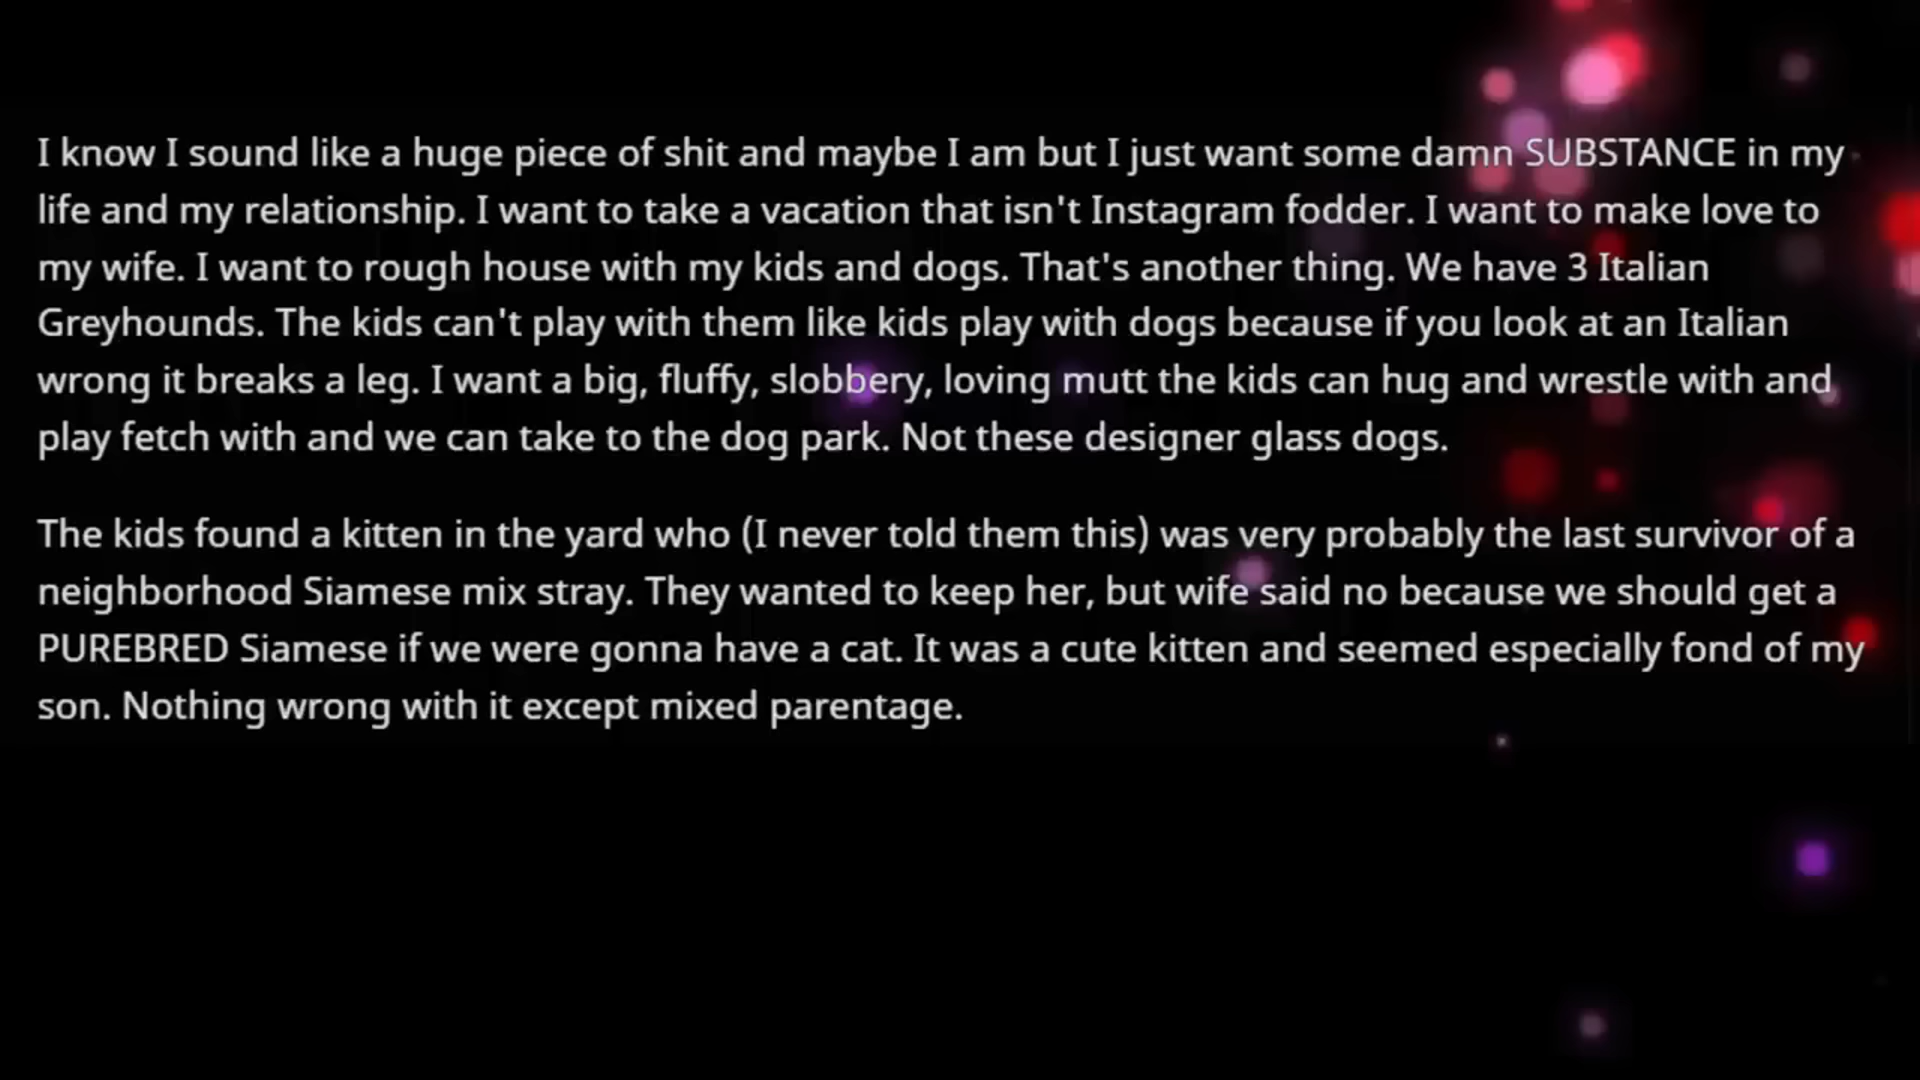 I know I sound like a huge piece of shit and maybe I am but I just want some damn SUBSTANCE in my
life and my relationship. I want to take a vacation that isn't Instagram fodder. I want to make love to
my wife. I want to rough house with my kids and dogs. That's another thing. We have 3 Italian
Greyhounds. The kids can't play with them like kids play with dogs because if you look at an Italian
wrong it breaks a leg. I want a big, fluffy, slobbery, loving mutt the kids can hug and wrestle with and
play fetch with and we can take to the dog park. Not these designer glass dogs.
The kids found a kitten in the yard who (I never told them this) was very probably the last survivor of a
neighborhood Siamese mix stray. They wanted to keep her, but wife said no because we should get a
PUREBRED Siamese if we were gonna have a cat. It was a cute kitten and seemed especially fond of my
son. Nothing wrong with it except mixed parentage.